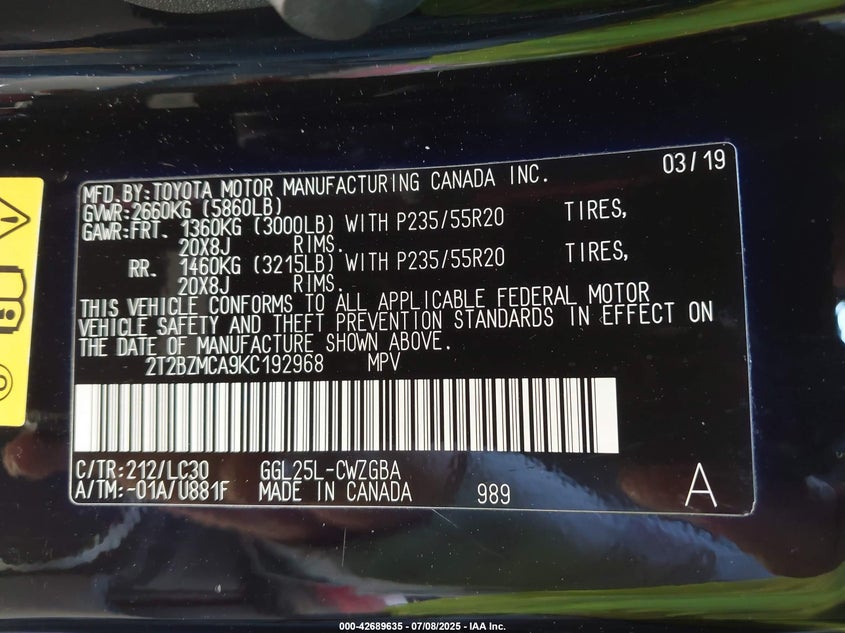 03/19
MFD.BY:TOYOTA MOTOR MANUFACTURING CANADA INC.
GVWR:2660KG (5860LB)
GAWR:FRT. 1360KG (3000LB) WITH P235/55R20 TIRES,
20X8J RIMS.
RR. 1460KG (3215LB) WITH P235/55R20 TIRES,
20X8J RIMS.
THIS VEHICLE CONFORMS TO ALL APPLICABLE FEDERAL MOTOR
VEHICLE SAFETY AND THEFT PREVENTION STANDARDS IN EFFECT ON
THE DATE OF MANUFACTURE SHOWN ABOVE.
2T2BZMCA9KC192968 MPV
C/TR:212/LC30 GGL25L-CWZGBA
A/TM:-01A/U881F MADE IN CANADA 989 A
000-42689635 - 07/08/2025 - IAA Inc.